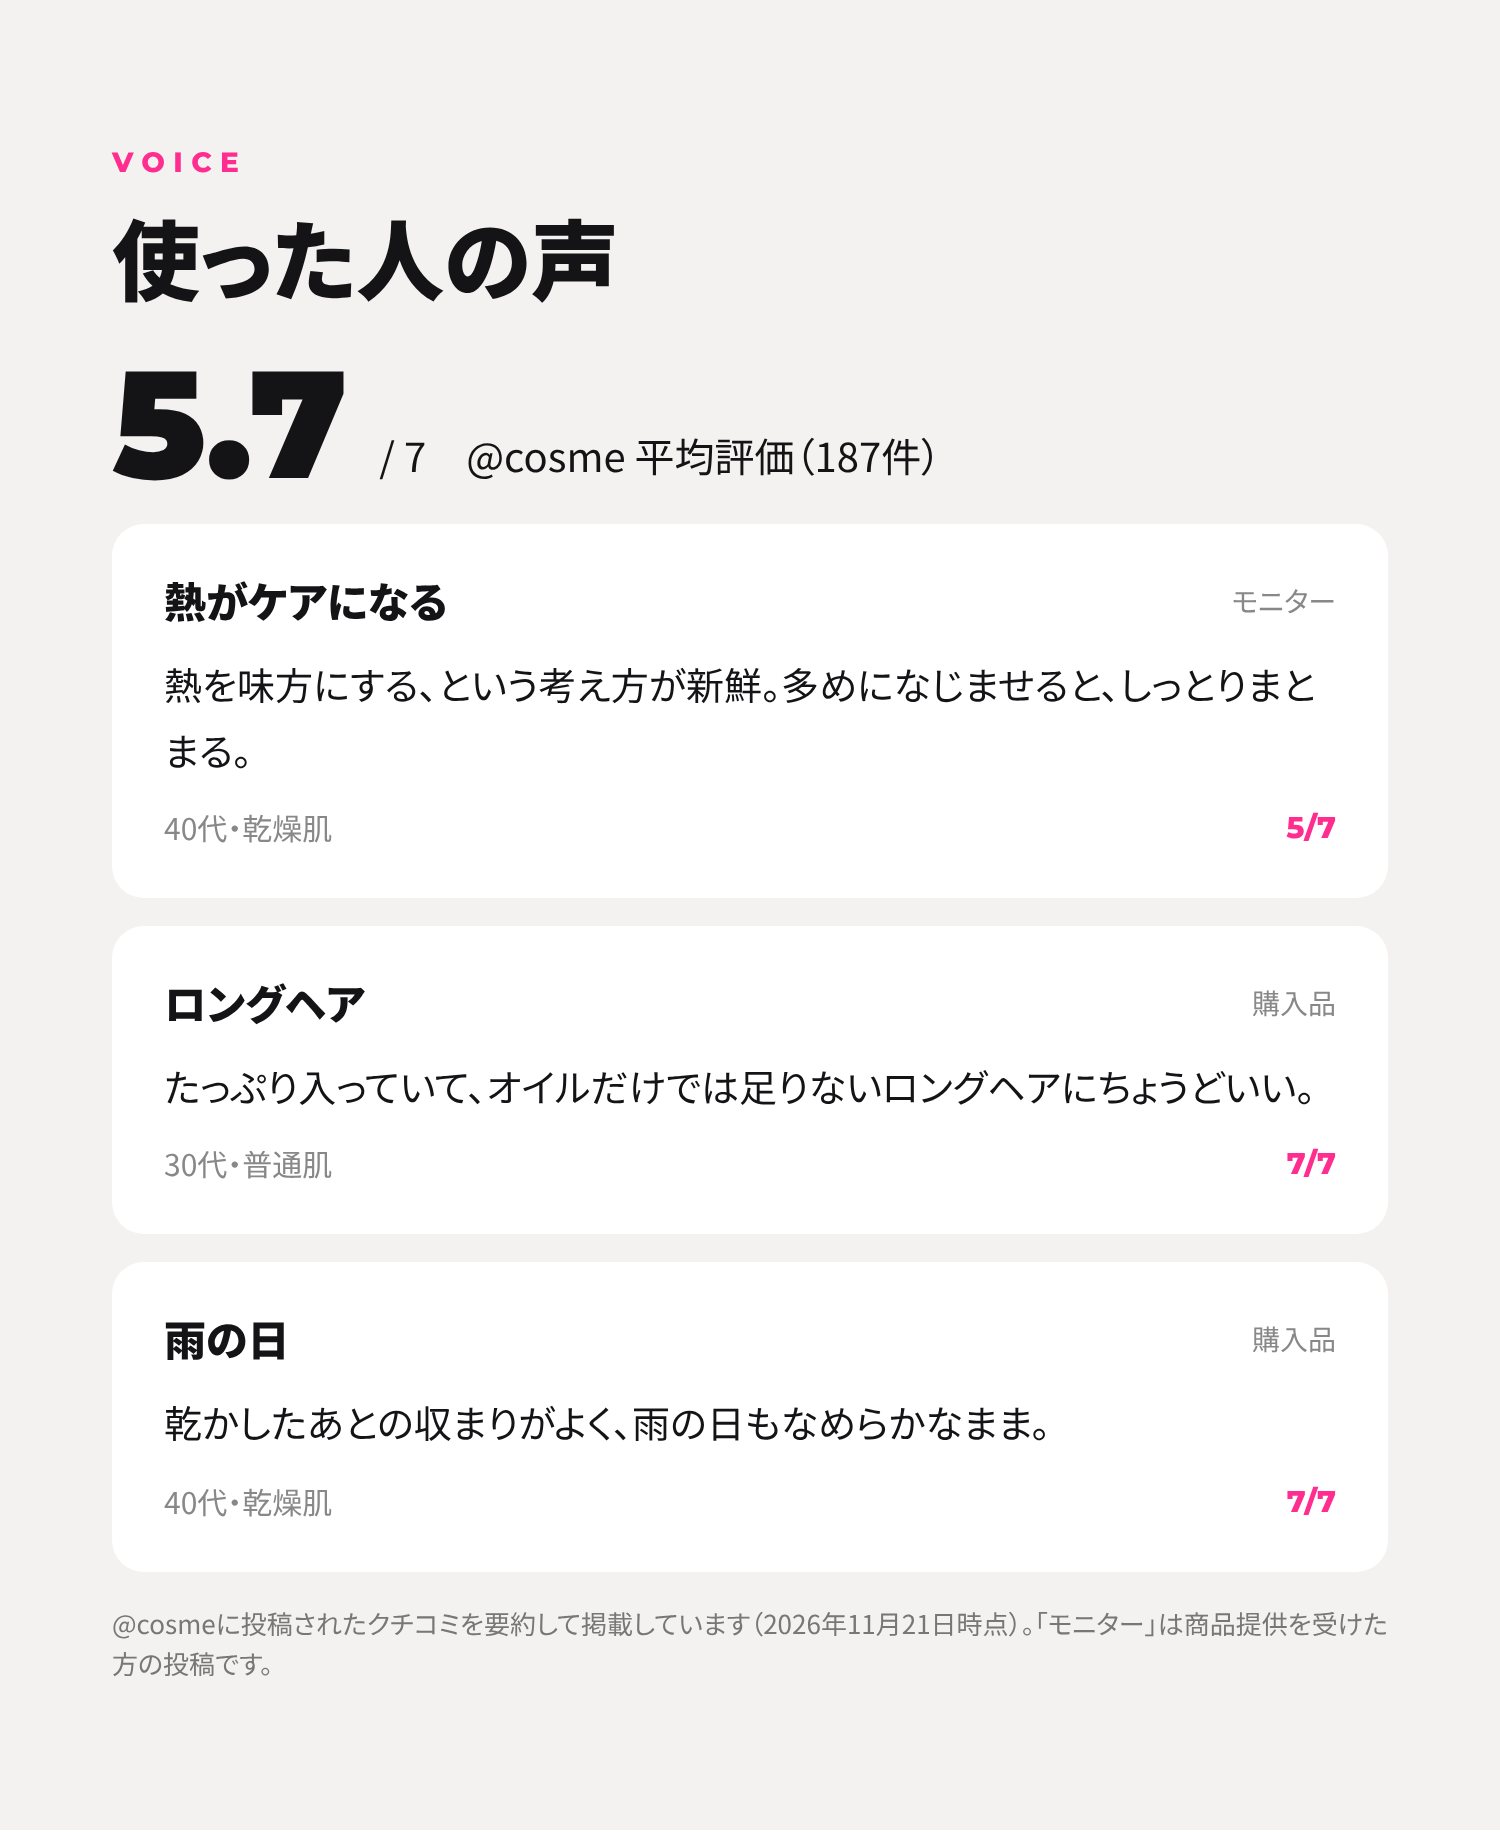 VOICE
使った人の声
5.7 / 7 @cosme 平均評価（187件）
熱がケアになる モニター
熱を味方にする、という考え方が新鮮。多めになじませると、しっとりまと
まる。
40代・乾燥肌 5/7
ロングヘア 購入品
たっぷり入っていて、オイルだけでは足りないロングヘアにちょうどいい。
30代・普通肌 7/7
雨の日 購入品
乾かしたあとの収まりがよく、雨の日もなめらかなまま。
40代・乾燥肌 7/7
@cosmeに投稿されたクチコミを要約して掲載しています（2026年11月21日時点）。「モニター」は商品提供を受けた
方の投稿です。